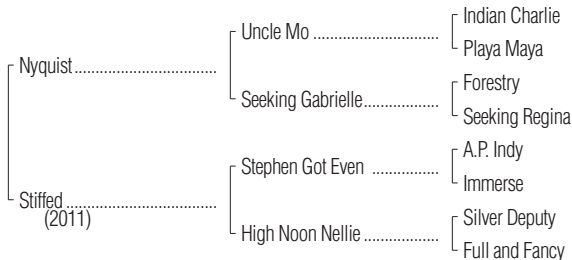 Indian Charlie
Uncle Mo ..............................
Playa Maya
Nyquist..................................
Forestry
Seeking Gabrielle..................
Seeking Regina
A.P. Indy
Stephen Got Even ................
Immerse
Stiffed....................................
(2011)
Silver Deputy
High Noon Nellie..................
Full and Fancy